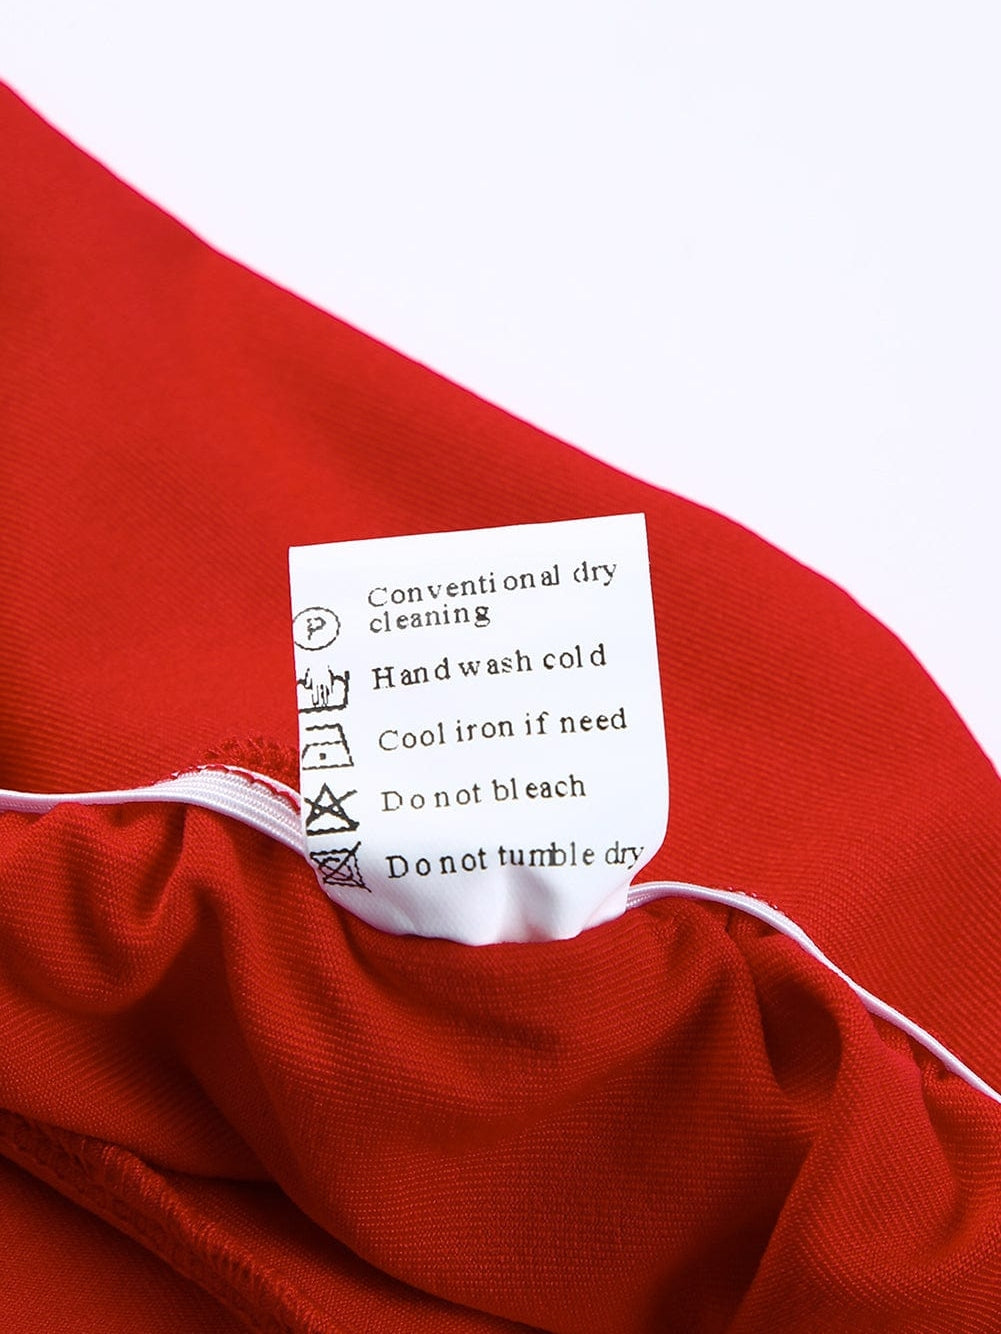 Conventional dry
cleaning
P
Hand wash cold
Cool iron if need
Do not bleach
Do not tumble dry